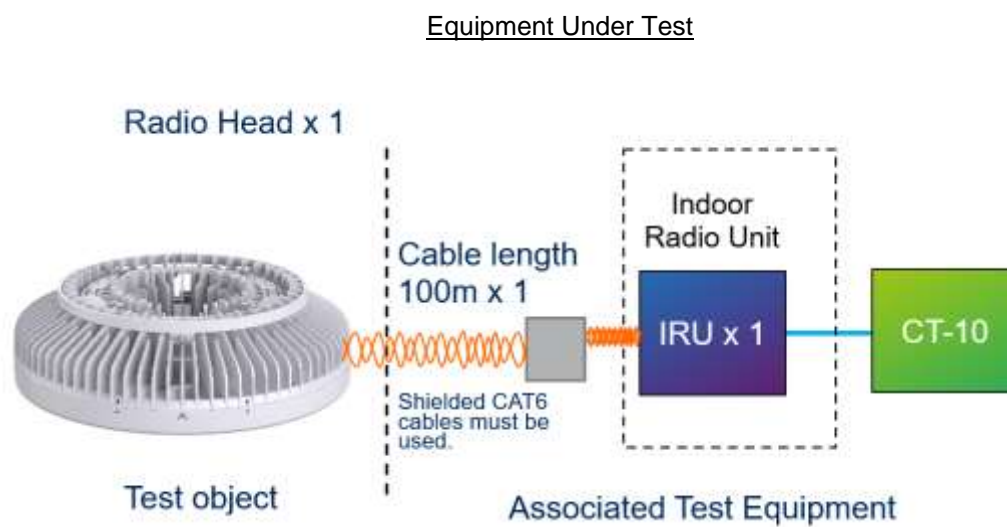 Equipment Under Test
Radio Head x 1
Cable length
100m x 1
Shielded CAT6
cables must be
used.
Indoor
Radio Unit
IRU x 1
CT-10
Test object
Associated Test Equipment